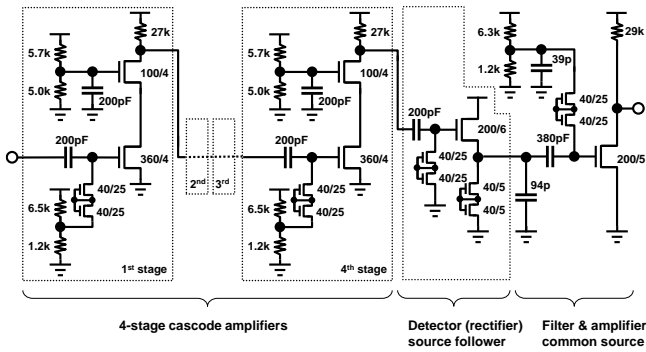 27k
5.7k
100/4
5.0k
200pF
200pF
360/4
40/25
40/25
6.5k
1.2k
1st stage
2nd
3rd
27k
5.7k
100/4
5.0k
200pF
200pF
360/4
40/25
40/25
6.5k
1.2k
4th stage
200pF
200/6
40/25
40/25
40/5
40/5
6.3k
39p
1.2k
40/25
40/25
29k
380pF
200/5
94p
4-stage cascode amplifiers
Detector (rectifier)
source follower
Filter & amplifier
common source